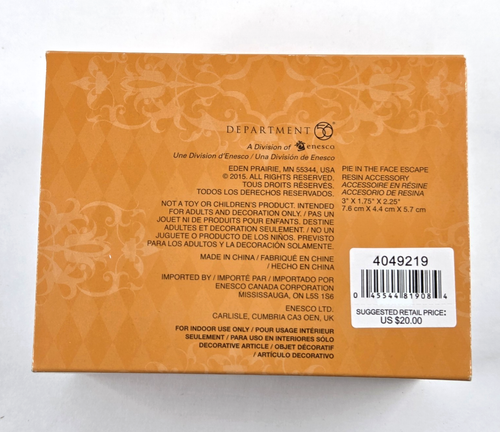 DEPARTMENT 56
A Division of enesco
Une Division d'Enesco / Una División de Enesco
EDEN PRAIRIE, MN 55344, USA
© 2015. ALL RIGHTS RESERVED.
TOUS DROITS RÉSERVÉS.
TODOS LOS DERECHOS RESERVADOS.
NOT A TOY OR CHILDREN'S PRODUCT. INTENDED
FOR ADULTS AND DECORATION ONLY. / PAS UN
JOUET NI DE PRODUITS POUR ENFANTS. DESTINE
AUX ADULTES ET DECORATION SEULEMENT. / NO UN
JUGUETE O PRODUCTO DE LOS NIÑOS. PREVISTO
PARA LOS ADULTOS Y LA DECORACIÓN SOLAMENTE.
MADE IN CHINA / FABRIQUÉ EN CHINE
/ HECHO EN CHINA
IMPORTED BY / IMPORTÉ PAR / IMPORTADO POR
ENESCO CANADA CORPORATION
MISSISSAUGA, ON L5S 1S6
ENESCO LTD.
CARLISLE, CUMBRIA CA3 OEN, UK
FOR INDOOR USE ONLY / POUR USAGE INTÉRIEUR
SEULEMENT / PARA USO EN INTERIORES SÓLO
DECORATIVE ARTICLE / OBJET DÉCORATIF
/ ARTÍCULO DECORATIVO
PIE IN THE FACE ESCAPE
RESIN ACCESSORY
ACCESSOIRE EN RÉSINE
ACCESORIO DE RESINA
3" X 1.75" X 2.25"
7.6 cm X 4.4 cm X 5.7 cm
4049219
0 45544 81908 4
SUGGESTED RETAIL PRICE:
US $20.00